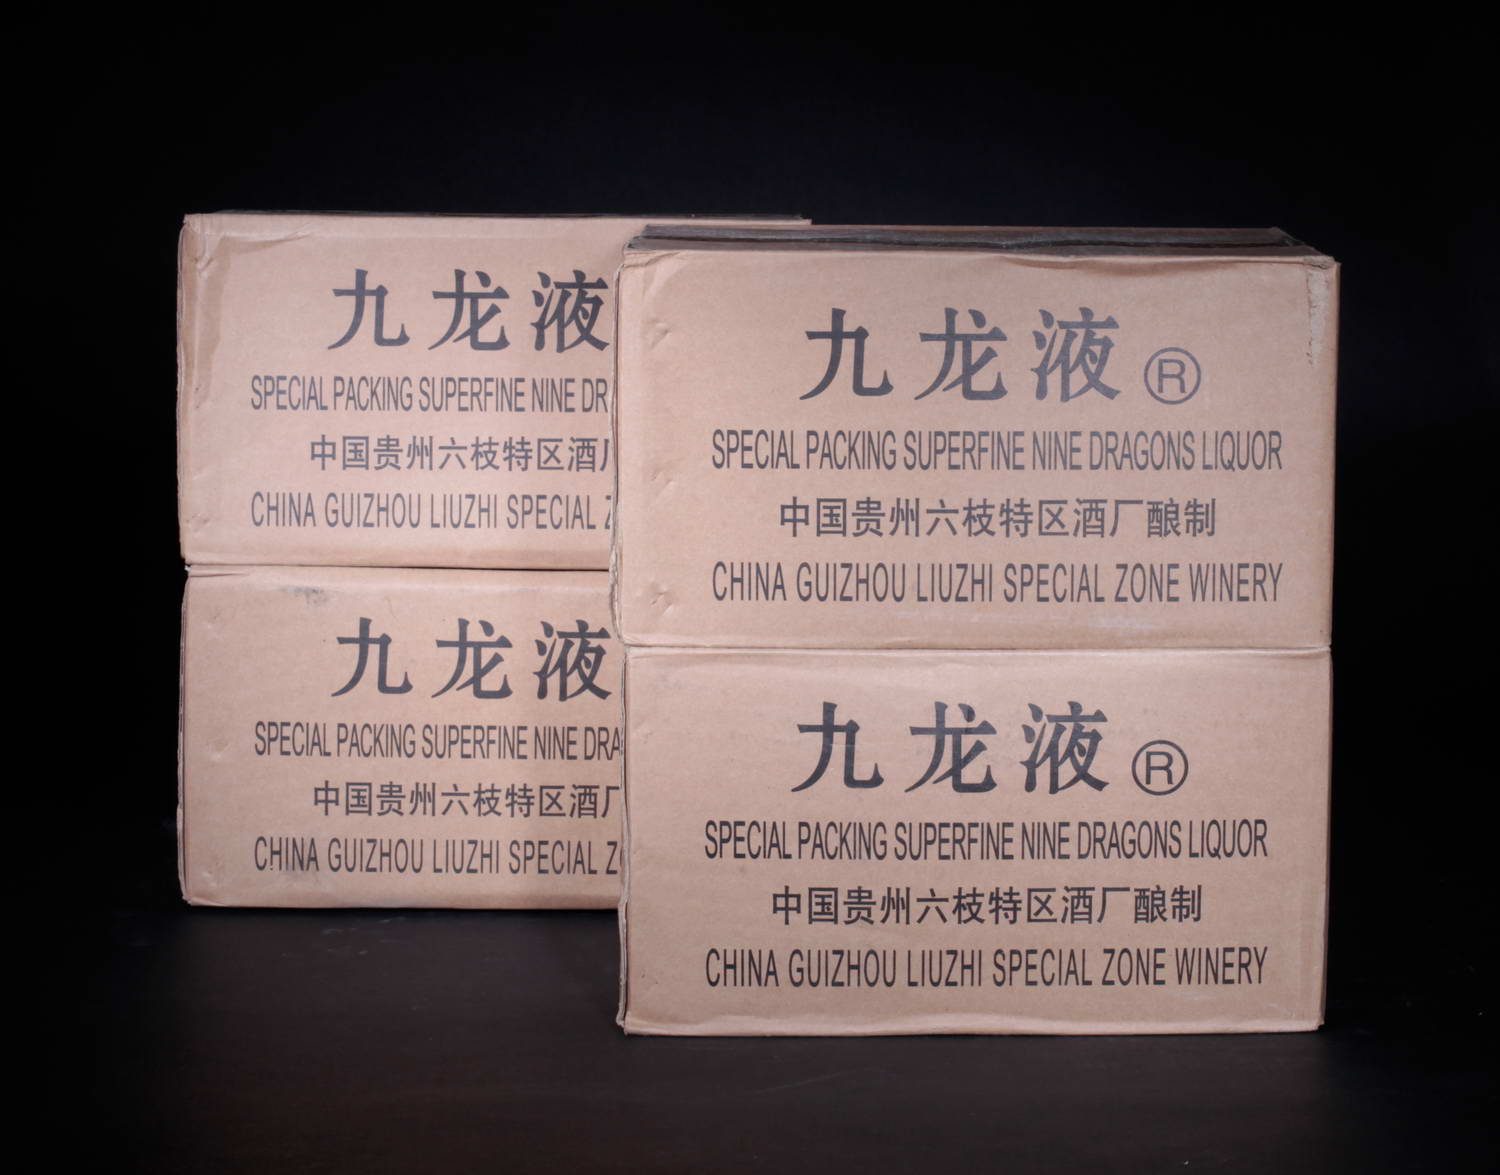 九龙液
SPECIAL PACKING SUPERFINE NINE DR
中国贵州六枝特区酒厂
CHINA GUIZHOU LIUZHI SPECIAL Z
九龙液
SPECIAL PACKING SUPERFINE NINE DRA
中国贵州六枝特区酒厂
CHINA GUIZHOU LIUZHI SPECIAL Z
九龙液®
SPECIAL PACKING SUPERFINE NINE DRAGONS LIQUOR
中国贵州六枝特区酒厂酿制
CHINA GUIZHOU LIUZHI SPECIAL ZONE WINERY
九龙液®
SPECIAL PACKING SUPERFINE NINE DRAGONS LIQUOR
中国贵州六枝特区酒厂酿制
CHINA GUIZHOU LIUZHI SPECIAL ZONE WINERY